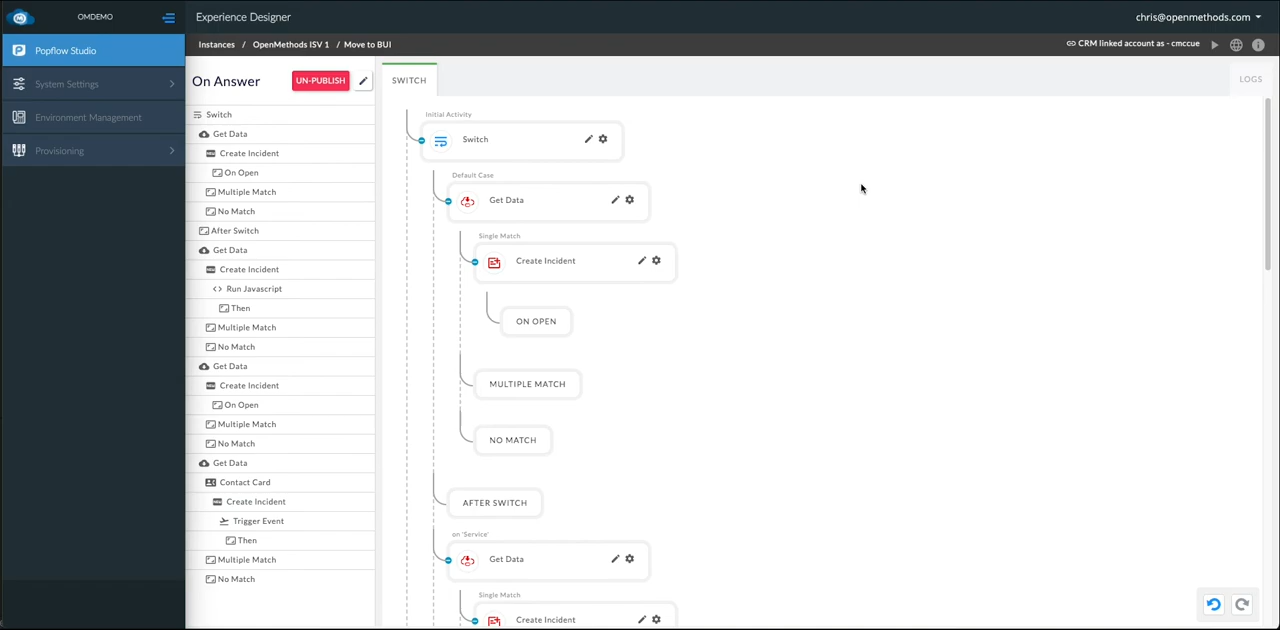 OMDEMO
Experience Designer
chris@openmethods.com
Popflow Studio
System Settings
Environment Management
Provisioning
Instances / OpenMethods ISV 1 / Move to BUI
CRM linked account as - cmccue
On Answer
UN-PUBLISH
Switch
Get Data
Create Incident
On Open
Multiple Match
No Match
After Switch
Get Data
Create Incident
<> Run Javascript
Then
Multiple Match
No Match
Get Data
Create Incident
On Open
Multiple Match
No Match
Get Data
Contact Card
Create Incident
Trigger Event
Then
Multiple Match
No Match
SWITCH
LOGS
Initial Activity
Switch
Default Case
Get Data
Single Match
Create Incident
ON OPEN
MULTIPLE MATCH
NO MATCH
AFTER SWITCH
on 'Service'
Get Data
Single Match
Create Incident